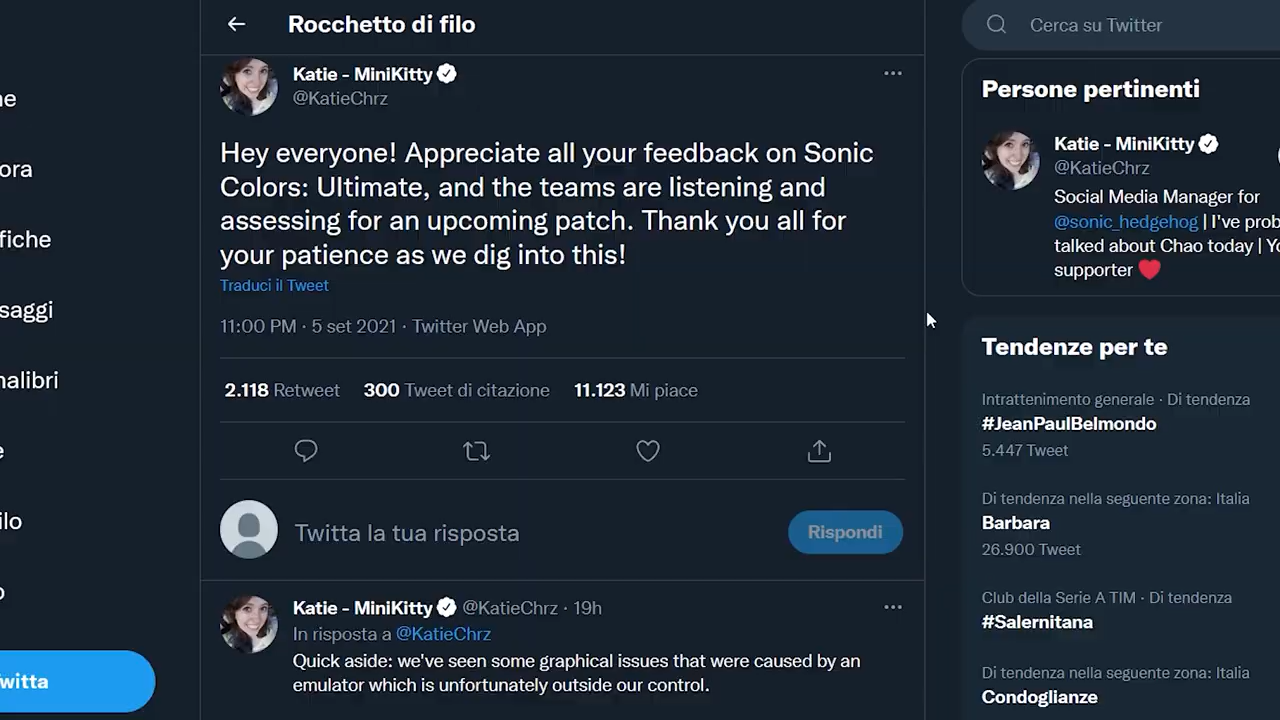 Rocchetto di filo
Cerca su Twitter
Katie - MiniKitty
@KatieChrz
Hey everyone! Appreciate all your feedback on Sonic
Colors: Ultimate, and the teams are listening and
assessing for an upcoming patch. Thank you all for
your patience as we dig into this!
Traduci il Tweet
11:00 PM · 5 set 2021 · Twitter Web App
2.118 Retweet 300 Tweet di citazione 11.123 Mi piace
Twitta la tua risposta
Rispondi
Katie - MiniKitty @KatieChrz · 19h
In risposta a @KatieChrz
Quick aside: we've seen some graphical issues that were caused by an
emulator which is unfortunately outside our control.
Persone pertinenti
Katie - MiniKitty
@KatieChrz
Social Media Manager for
@sonic_hedgehog | I've prob
talked about Chao today | Yo
supporter ❤️
Tendenze per te
Intrattenimento generale · Di tendenza
#JeanPaulBelmondo
5.447 Tweet
Di tendenza nella seguente zona: Italia
Barbara
26.900 Tweet
Club della Serie A TIM · Di tendenza
#Salernitana
Di tendenza nella seguente zona: Italia
Condoglianze
ne
ora
fiche
saggi
nalibri
e
ilo
o
witta